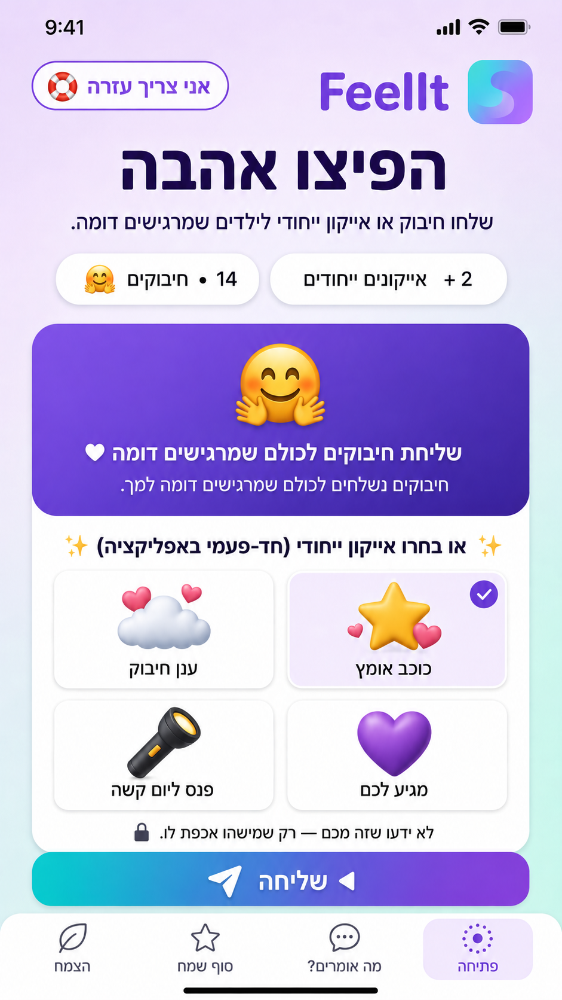 9:41
FeelIt
אני צריך עזרה
הפיצו אהבה
שלחו חיבוק או אייקון ייחודי לילדים שמרגישים דומה.
2 + אייקונים ייחודים
14 • חיבוקים
שליחת חיבוקים לכולם שמרגישים דומה
חיבוקים נשלחים לכולם שמרגישים דומה למך.
או בחרו אייקון ייחודי (חד-פעמי באפליקציה)
כוכב אומץ
ענן חיבוק
מגיע לכם
פנס ליום קשה
לא ידעו שזה מכם — רק שמישהו אכפת לו.
שליחה
פתיחה
מה אומרים?
סוף שמח
הצמח